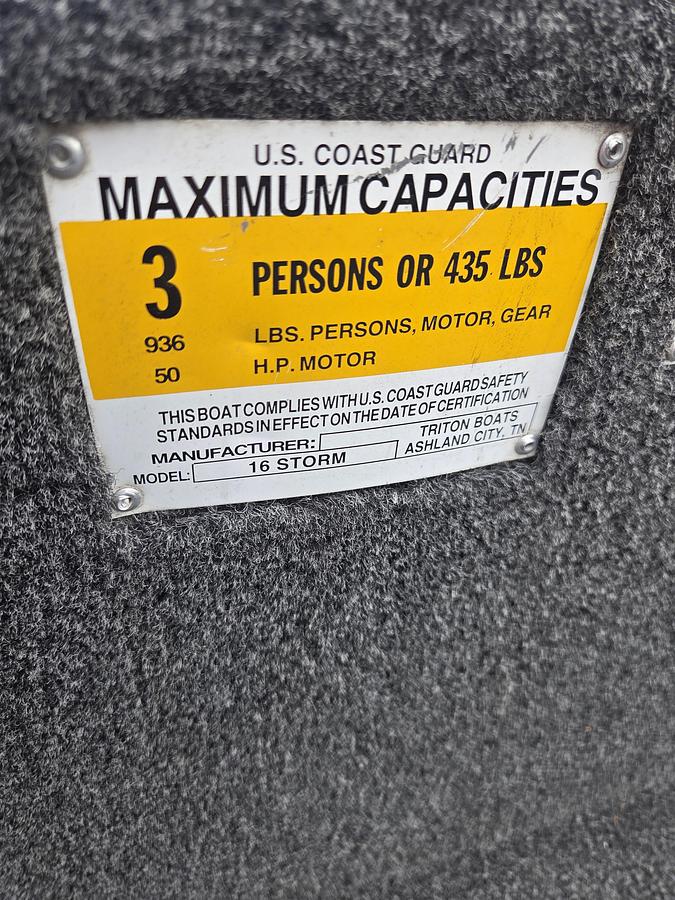 U.S. COAST GUARD
MAXIMUM CAPACITIES
3 PERSONS OR 435 LBS
936 LBS. PERSONS, MOTOR, GEAR
50 H.P. MOTOR
THIS BOAT COMPLIES WITH U.S. COAST GUARD SAFETY
STANDARDS IN EFFECT ON THE DATE OF CERTIFICATION
MANUFACTURER: TRITON BOATS
ASHLAND CITY, TN
MODEL: 16 STORM